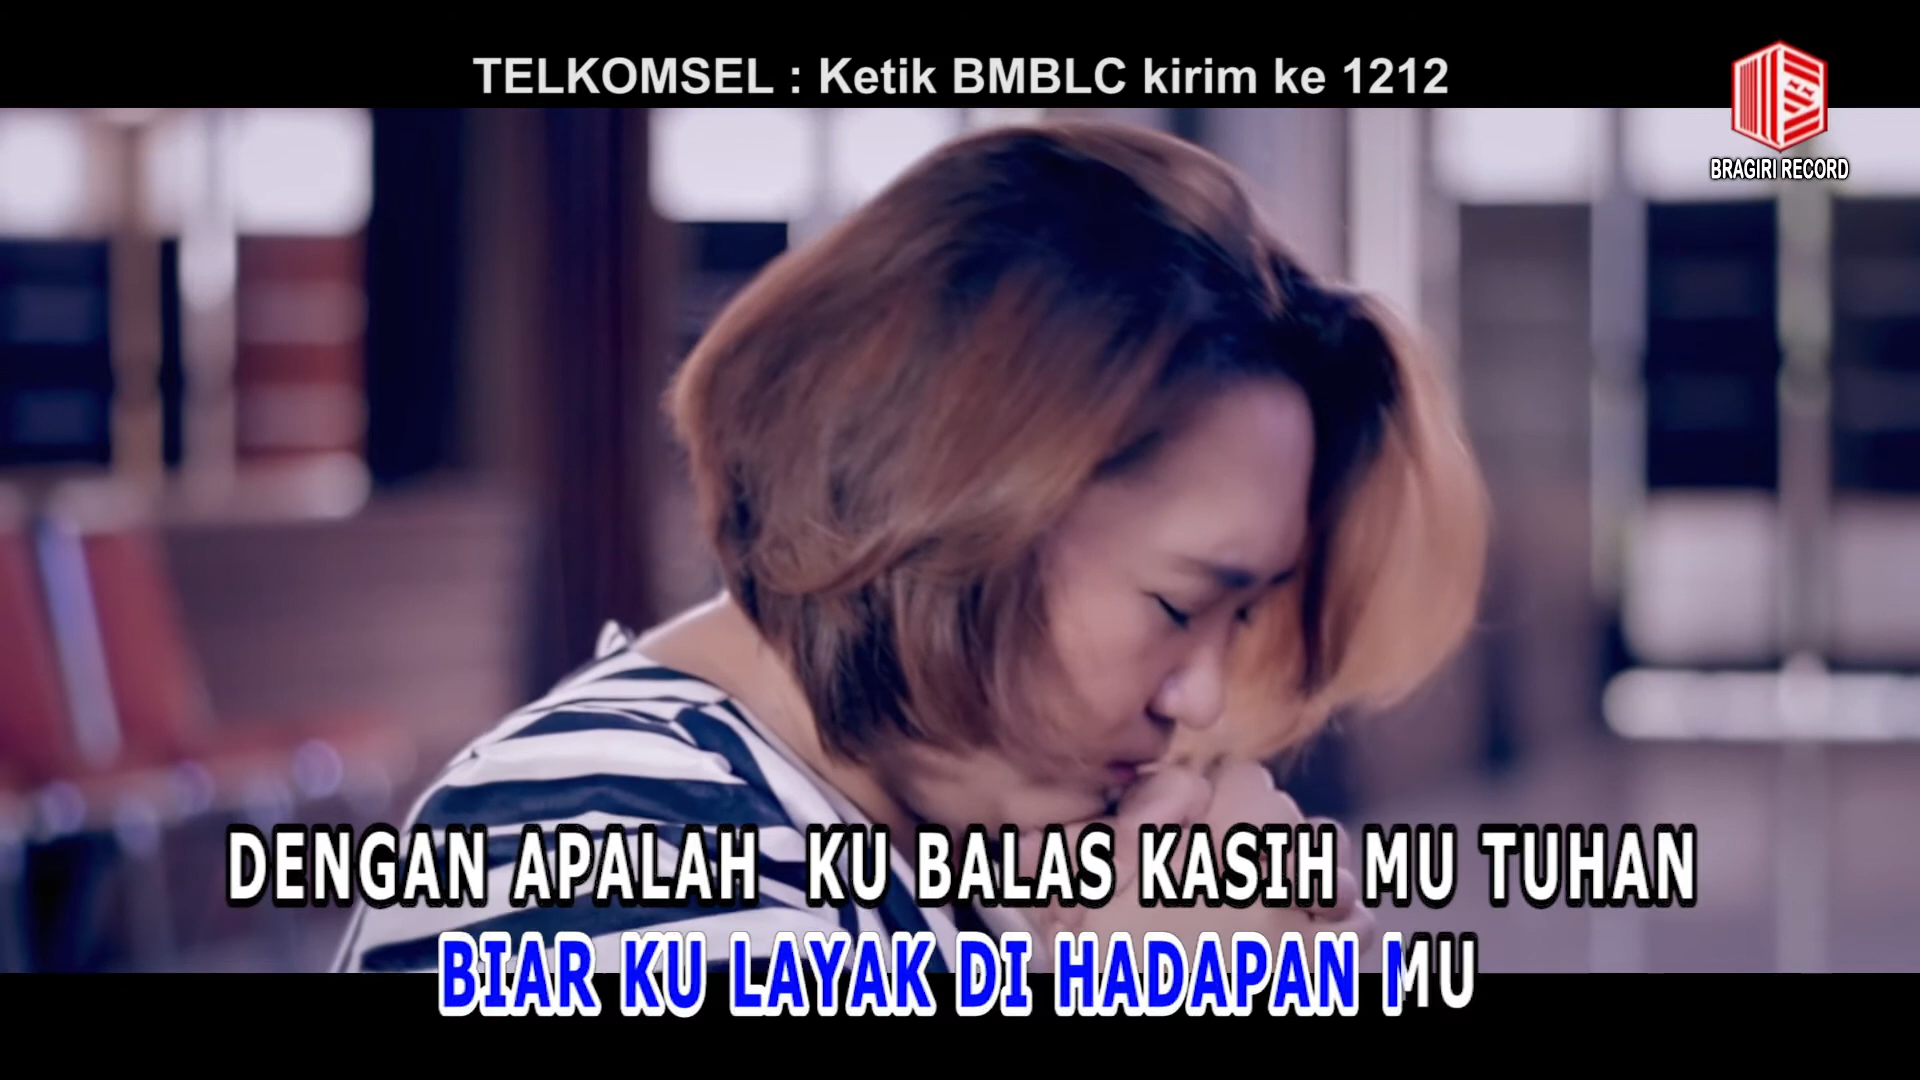 TELKOMSEL : Ketik BMBLC kirim ke 1212
BRAGIRI RECORD
DENGAN APALAH KU BALAS KASIH MU TUHAN
BIAR KU LAYAK DI HADAPAN MU